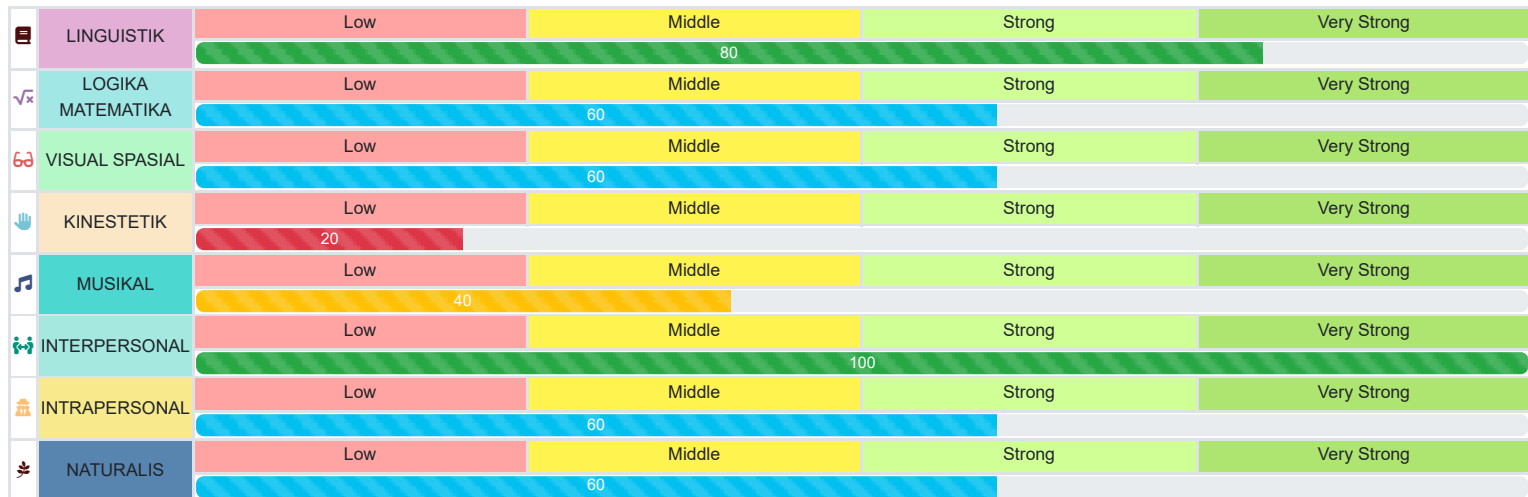 Low Middle Strong Very Strong
LINGUISTIK
80
LOGIKA
MATEMATIKA
Low Middle Strong Very Strong
60
Low Middle Strong Very Strong
VISUAL SPASIAL
60
Low Middle Strong Very Strong
KINESTETIK
20
Low Middle Strong Very Strong
MUSIKAL
40
Low Middle Strong Very Strong
INTERPERSONAL
100
Low Middle Strong Very Strong
INTRAPERSONAL
60
Low Middle Strong Very Strong
NATURALIS
60